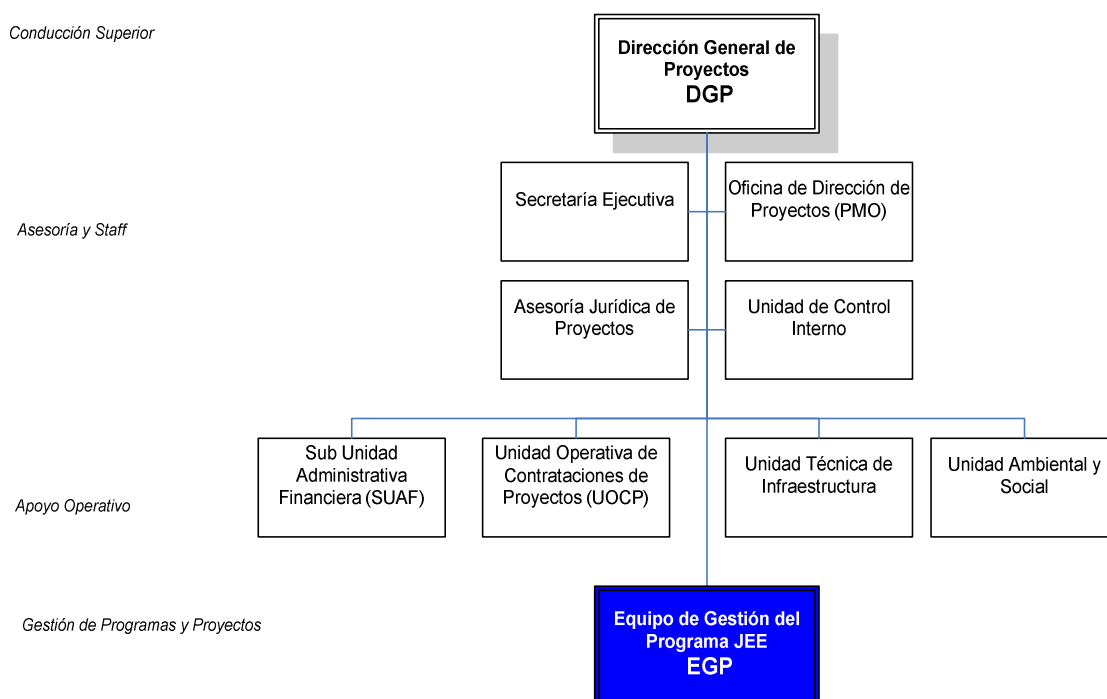 Conducción Superior
Dirección General de
Proyectos
DGP
Secretaría Ejecutiva
Oficina de Dirección de
Proyectos (PMO)
Asesoría y Staff
Asesoría Jurídica de
Proyectos
Unidad de Control
Interno
Sub Unidad
Administrativa
Financiera (SUAF)
Unidad Operativa de
Contrataciones de
Proyectos (UOCP)
Unidad Técnica de
Infraestructura
Unidad Ambiental y
Social
Apoyo Operativo
Gestión de Programas y Proyectos
Equipo de Gestión del
Programa JEE
EGP